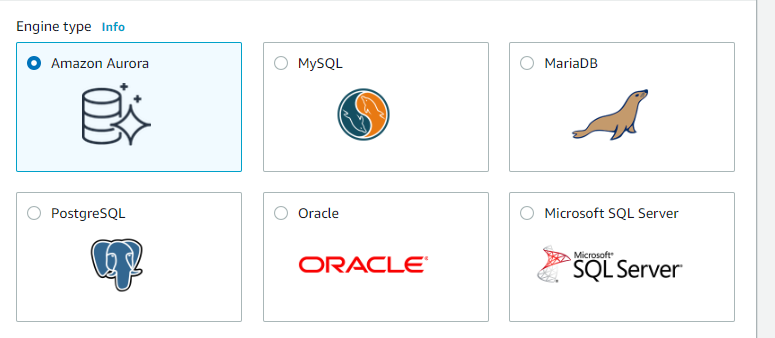 Engine type Info
Amazon Aurora
MySQL
MariaDB
PostgreSQL
Oracle
Microsoft SQL Server
ORACLE®
Microsoft®
SQL Server®